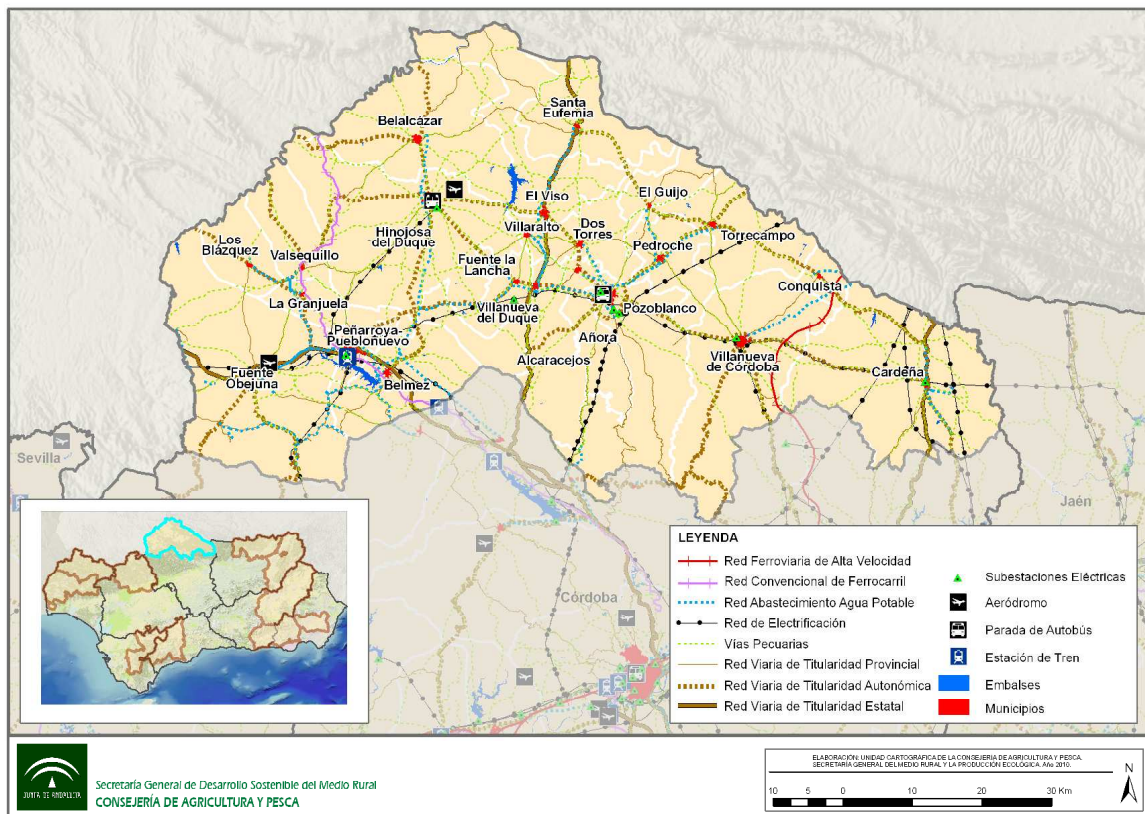 Santa
Eufemia
Belalcázar
El Viso
El Guijo
Hinojosa
del Duque
Villaralto
Dos
Torres
Torrecampo
Los
Blázquez
Valsequillo
Pedroche
Fuente la
Lancha
La Granjuela
Conquista
Villanueva
del Duque
Pozoblanco
Peñarroya-
Pueblonuevo
Añora
Alcaracejos
Villanueva
de Córdoba
Fuente
Obejuna
Belmez
Cardeña
Sevilla
Jaén
Córdoba
LEYENDA
Red Ferroviaria de Alta Velocidad
Red Convencional de Ferrocarril
Red Abastecimiento Agua Potable
Red de Electrificación
Vías Pecuarias
Red Viaria de Titularidad Provincial
Red Viaria de Titularidad Autonómica
Red Viaria de Titularidad Estatal
Subestaciones Eléctricas
Aeródromo
Parada de Autobús
Estación de Tren
Embalses
Municipios
JUNTA DE ANDALUCIA
Secretaría General de Desarrollo Sostenible del Medio Rural
CONSEJERÍA DE AGRICULTURA Y PESCA
ELABORACIÓN: UNIDAD CARTOGRÁFICA DE LA CONSEJERIA DE AGRICULTURA Y PESCA.
SECRETARÍA GENERAL DEL MEDIO RURAL Y LA PRODUCCIÓN ECOLÓGICA. Año 2010.
10 5 0 10 20 30 Km
N